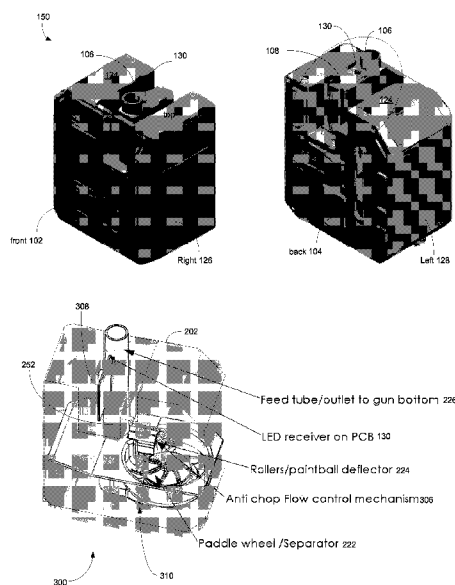 150
106
130
124
top
front 102
Right 126
130
106
108
124
back 104
Left 128
308
202
252
Feed tube/outlet to gun bottom 226
LED receiver on PCB 130
Rollers/paintball deflector 224
Anti chop Flow control mechanism306
Paddle wheel /Separator 222
300
310